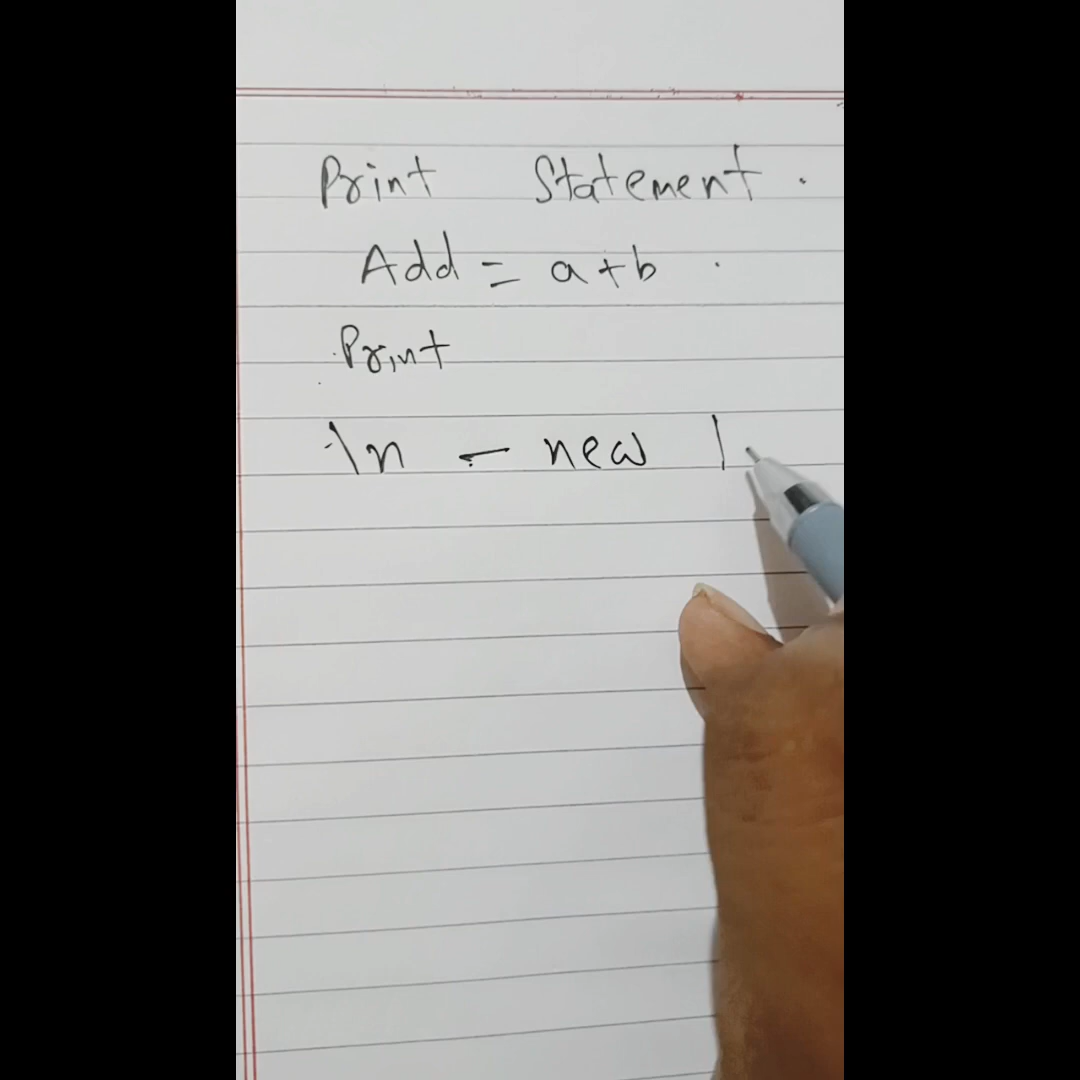 Print Statement.
Add = a+b.
Print
\n - new l